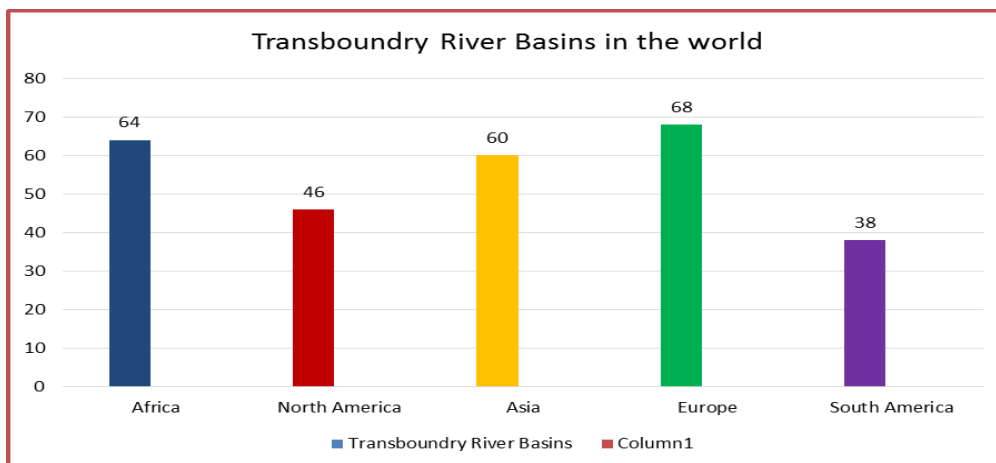 Transboundry River Basins in the world
80
70
60
50
40
30
20
10
0
64
46
60
68
38
Africa
North America
Asia
Europe
South America
Transboundry River Basins
Column1